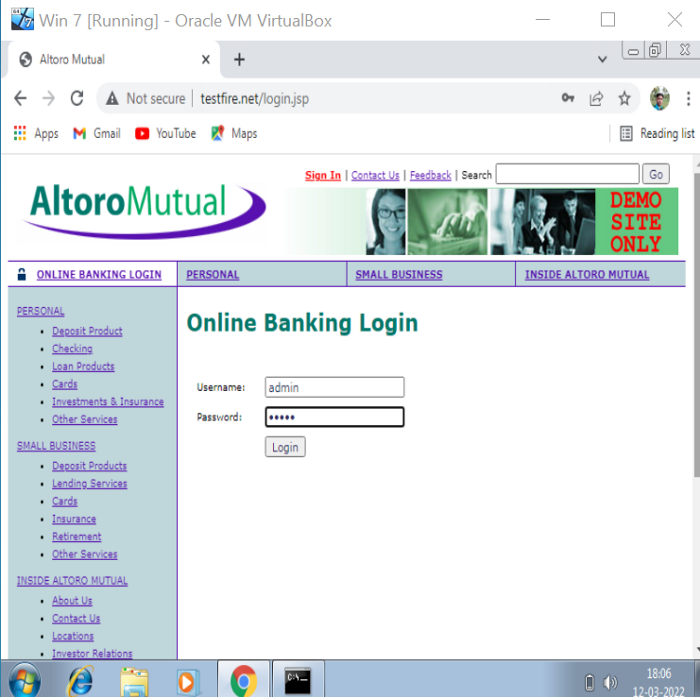 Win 7 [Running] - Oracle VM VirtualBox
Altoro Mutual
Not secure | testfire.net/login.jsp
Apps Gmail YouTube Maps Reading list
Sign In | Contact Us | Feedback | Search Go
AltoroMutual
DEMO
SITE
ONLY
ONLINE BANKING LOGIN PERSONAL SMALL BUSINESS INSIDE ALTORO MUTUAL
PERSONAL
Deposit Product
Checking
Loan Products
Cards
Investments & Insurance
Other Services
SMALL BUSINESS
Deposit Products
Lending Services
Cards
Insurance
Retirement
Other Services
INSIDE ALTORO MUTUAL
About Us
Contact Us
Locations
Investor Relations
Online Banking Login
Username: admin
Password: •••••
Login
C:\_
18:06
12-03-2022